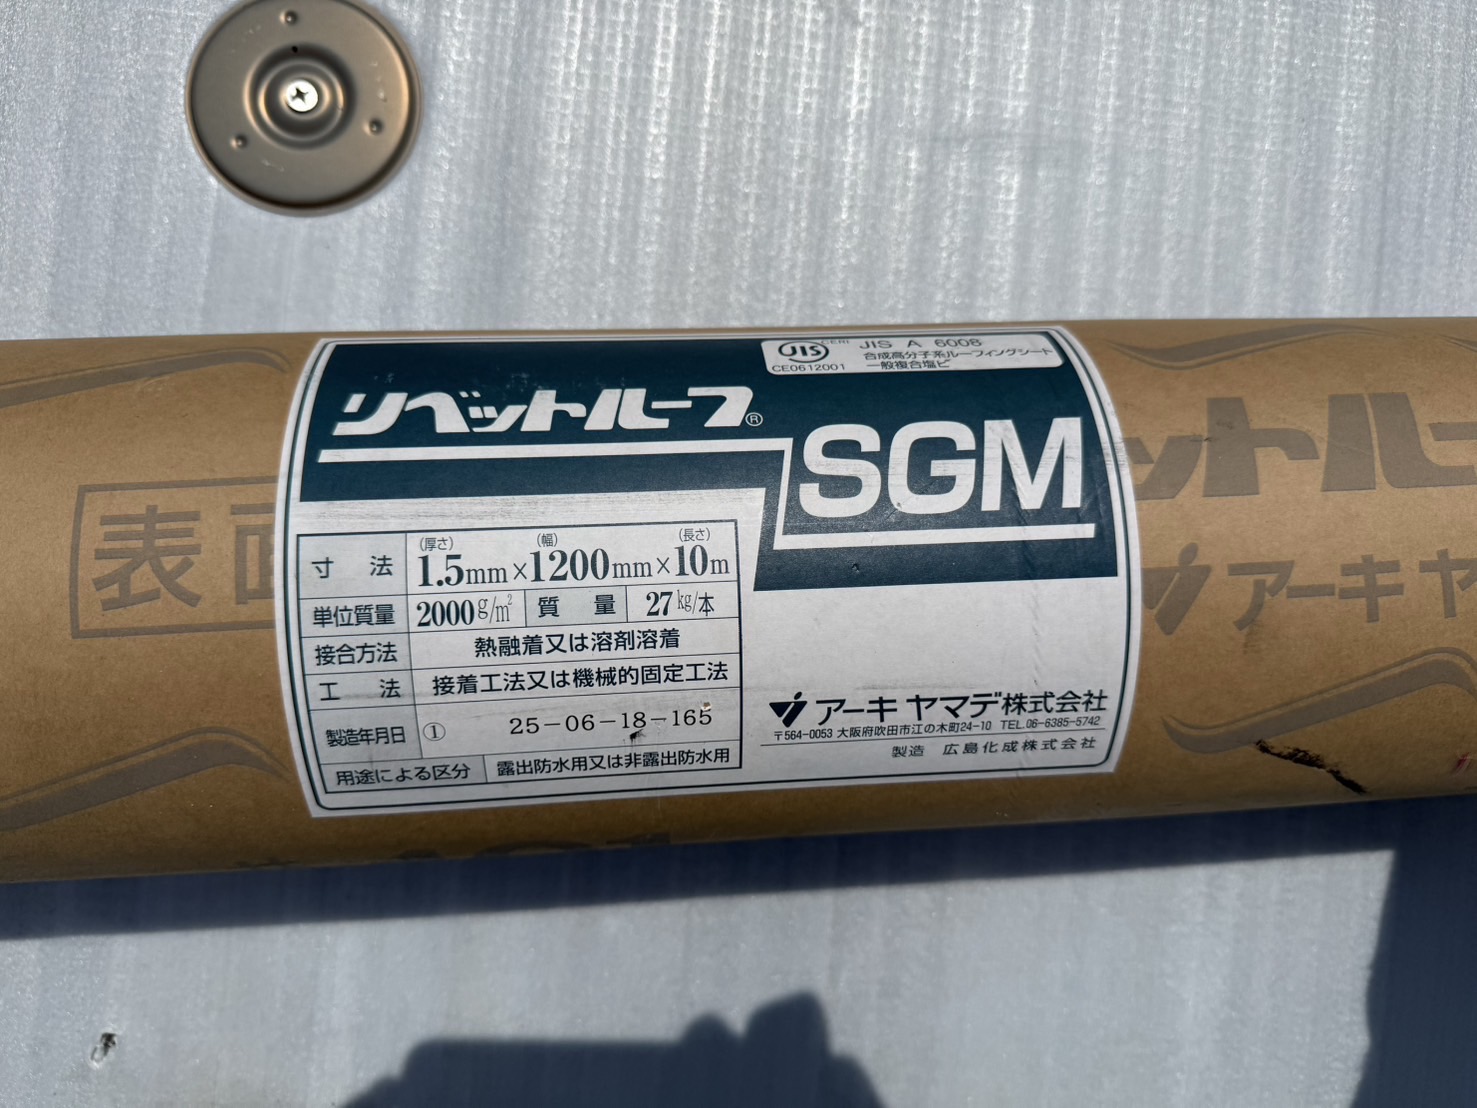 JIS CERI JIS A 6008
合成高分子系ルーフィングシート
CE0612001 一般複合塩ビ
リベットルーフ®
SGM
表面
ットルー
アーキヤ
寸法 (厚さ) (幅) (長さ)
1.5mm×1200mm×10m
単位質量 2000g/m² 質量 27kg/本
接合方法 熱融着又は溶剤溶着
工法 接着工法又は機械的固定工法
製造年月日 ① 25-06-18-165
用途による区分 露出防水用又は非露出防水用
アーキヤマデ株式会社
〒564-0053 大阪府吹田市江の木町24-10 TEL.06-6385-5742
製造 広島化成株式会社